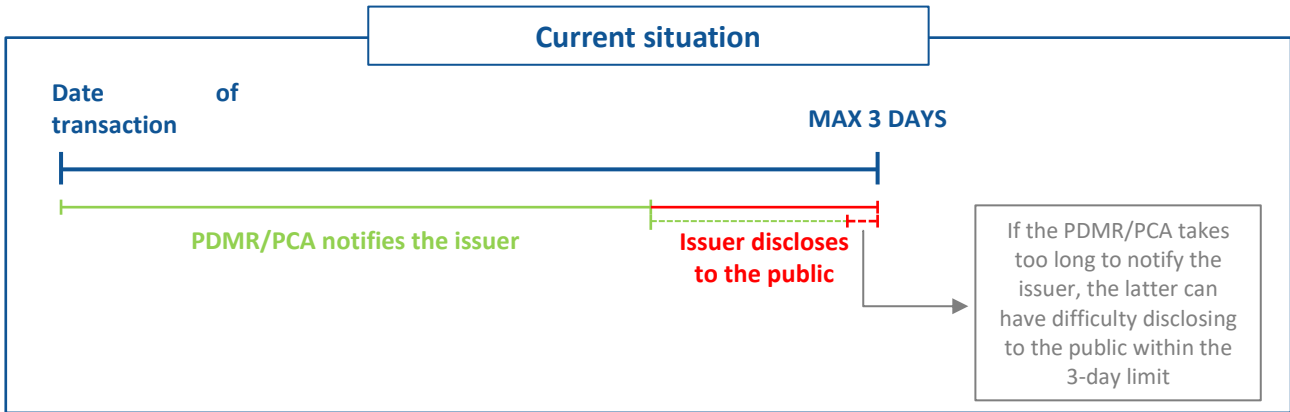 Current situation
Date of
transaction
MAX 3 DAYS
PDMR/PCA notifies the issuer
Issuer discloses
to the public
If the PDMR/PCA takes
too long to notify the
issuer, the latter can
have difficulty disclosing
to the public within the
3-day limit